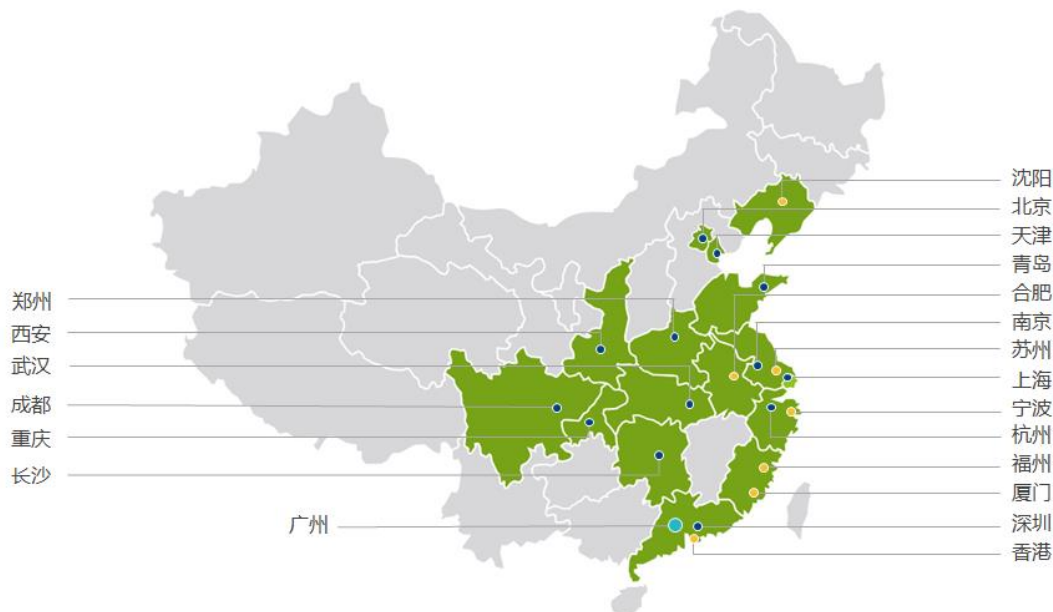 沈阳
北京
天津
青岛
合肥
南京
苏州
上海
宁波
杭州
福州
厦门
深圳
香港
郑州
西安
武汉
成都
重庆
长沙
广州